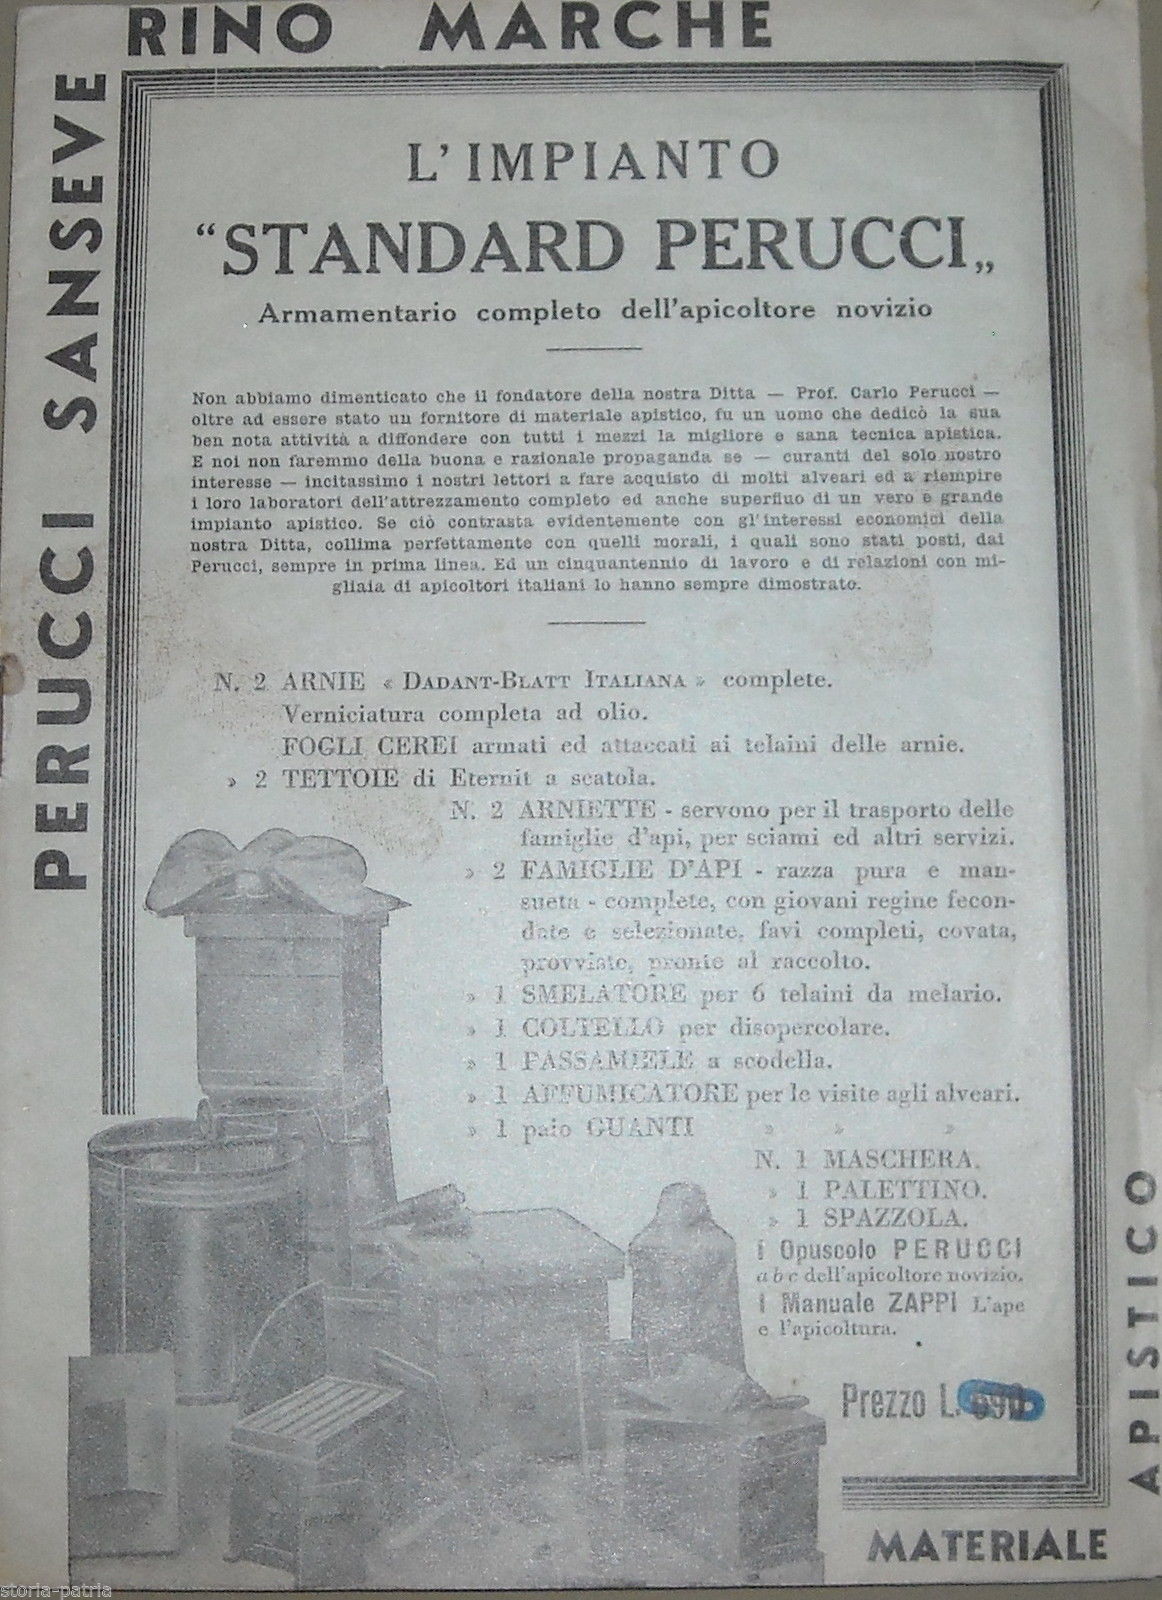 PERUCCI SANSEVE
RINO MARCHE
L'IMPIANTO
“STANDARD PERUCCI„
Armamentario completo dell'apicoltore novizio
Non abbiamo dimenticato che il fondatore della nostra Ditta — Prof. Carlo Perucci —
oltre ad essere stato un fornitore di materiale apistico, fu un uomo che dedicò la sua
ben nota attività a diffondere con tutti i mezzi la migliore e sana tecnica apistica.
E noi non faremmo della buona e razionale propaganda se — curanti del solo nostro
interesse — incitassimo i nostri lettori a fare acquisto di molti alveari ed a riempire
i loro laboratori dell'attrezzamento completo ed anche superfluo di un vero e grande
impianto apistico. Se ciò contrasta evidentemente con gl'interessi economici della
nostra Ditta, collima perfettamente con quelli morali, i quali sono stati posti, dai
Perucci, sempre in prima linea. Ed un cinquantennio di lavoro e di relazioni con mi-
gliaia di apicoltori italiani lo hanno sempre dimostrato.
N. 2 ARNIE « DADANT-BLATT ITALIANA » complete.
Verniciatura completa ad olio.
FOGLI CEREI armati ed attaccati ai telaini delle arnie.
» 2 TETTOIE di Eternit a scatola.
N. 2 ARNIETTE - servono per il trasporto delle
famiglie d'api, per sciami ed altri servizi.
» 2 FAMIGLIE D'API - razza pura e man-
sueta - complete, con giovani regine fecon-
date e selezionate, favi completi, covata,
provviste, pronte al raccolto.
» 1 SMELATORE per 6 telaini da melario.
» 1 COLTELLO per disopercolare.
» 1 PASSAMIELE a scodella.
» 1 AFFUMICATORE per le visite agli alveari.
» 1 paio GUANTI » » »
N. 1 MASCHERA.
» 1 PALETTINO.
» 1 SPAZZOLA.
1 Opuscolo PERUCCI
a b c dell'apicoltore novizio.
1 Manuale ZAPPI L'ape
e l'apicoltura.
Prezzo L.
MATERIALE
APISTICO
storia-patria